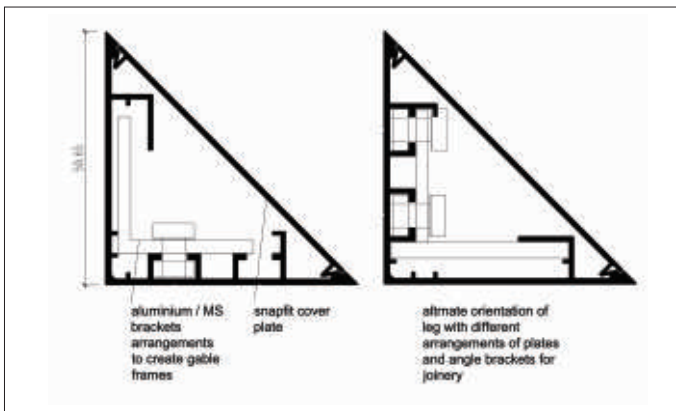 aluminium / MS
brackets
arrangements
to create gable
frames
snapfit cover
plate
altrnate orientation of
leg with different
arrangements of plates
and angle brackets for
joinery